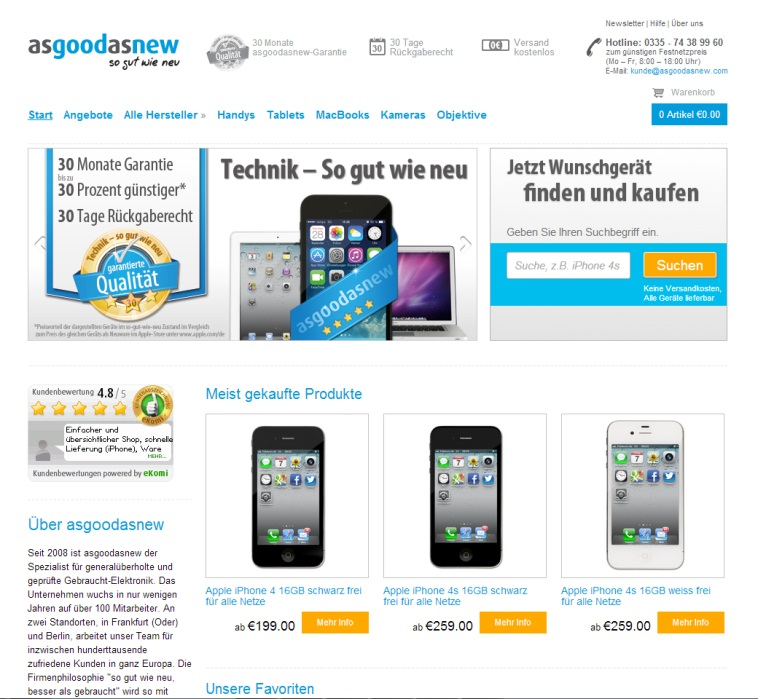 Newsletter | Hilfe | Über uns
asgoodasnew
so gut wie neu
Qualität
30 Monate
asgoodasnew-Garantie
30
30 Tage
Rückgaberecht
0€
Versand
kostenlos
Hotline: 0335 - 74 38 99 60
zum günstigen Festnetzpreis
(Mo – Fr, 8:00 – 18:00 Uhr)
E-Mail: kunde@asgoodasnew.com
Warenkorb
0 Artikel €0.00
Start Angebote Alle Hersteller » Handys Tablets MacBooks Kameras Objektive
30 Monate Garantie
bis zu
30 Prozent günstiger*
30 Tage Rückgaberecht
Technik – so gut wie neu
garantierte
Qualität
30
Technik – So gut wie neu
asgoodasnew
*Preisvorteil der dargestellten Geräte im so-gut-wie-neu Zustand im Vergleich
zum Preis des gleichen Geräts als Neuware im Apple-Store unter www.apple.com/de
Jetzt Wunschgerät
finden und kaufen
Geben Sie Ihren Suchbegriff ein.
Suche, z.B. iPhone 4s
Suchen
Keine Versandkosten,
Alle Geräte lieferbar
Kundenbewertung 4.8 / 5
eKomi
Einfacher und
übersichtlicher Shop, schnelle
Lieferung (iPhone), Ware
MEHR...
Kundenbewertungen powered by eKomi
Über asgoodasnew
Seit 2008 ist asgoodasnew der
Spezialist für generalüberholte und
geprüfte Gebraucht-Elektronik. Das
Unternehmen wuchs in nur wenigen
Jahren auf über 100 Mitarbeiter. An
zwei Standorten, in Frankfurt (Oder)
und Berlin, arbeitet unser Team für
inzwischen hunderttausende
zufriedene Kunden in ganz Europa. Die
Firmenphilosophie "so gut wie neu,
besser als gebraucht" wird so mit
Meist gekaufte Produkte
Apple iPhone 4 16GB schwarz frei
für alle Netze
ab €199.00
Mehr Info
Apple iPhone 4s 16GB schwarz
frei für alle Netze
ab €259.00
Mehr Info
Apple iPhone 4s 16GB weiss frei
für alle Netze
ab €259.00
Mehr Info
Unsere Favoriten